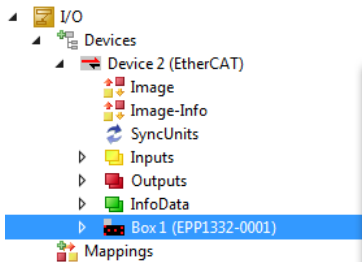 I/O
Devices
Device 2 (EtherCAT)
Image
Image-Info
SyncUnits
Inputs
Outputs
InfoData
Box 1 (EPP1332-0001)
Mappings